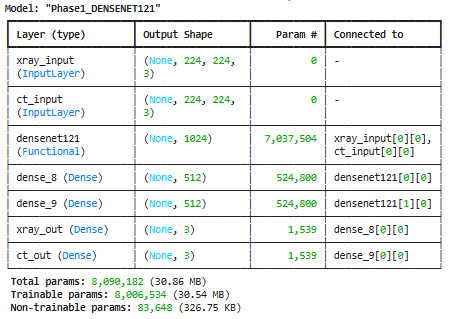 Model: "Phase1_DENSENET121"
Layer (type) Output Shape Param # Connected to
xray_input (None, 224, 224, 0 -
(InputLayer) 3)
ct_input (None, 224, 224, 0 -
(InputLayer) 3)
densenet121 (None, 1024) 7,037,504 xray_input[0][0],
(Functional) ct_input[0][0]
dense_8 (Dense) (None, 512) 524,800 densenet121[0][0]
dense_9 (Dense) (None, 512) 524,800 densenet121[1][0]
xray_out (Dense) (None, 3) 1,539 dense_8[0][0]
ct_out (Dense) (None, 3) 1,539 dense_9[0][0]
Total params: 8,090,182 (30.86 MB)
Trainable params: 8,006,534 (30.54 MB)
Non-trainable params: 83,648 (326.75 KB)